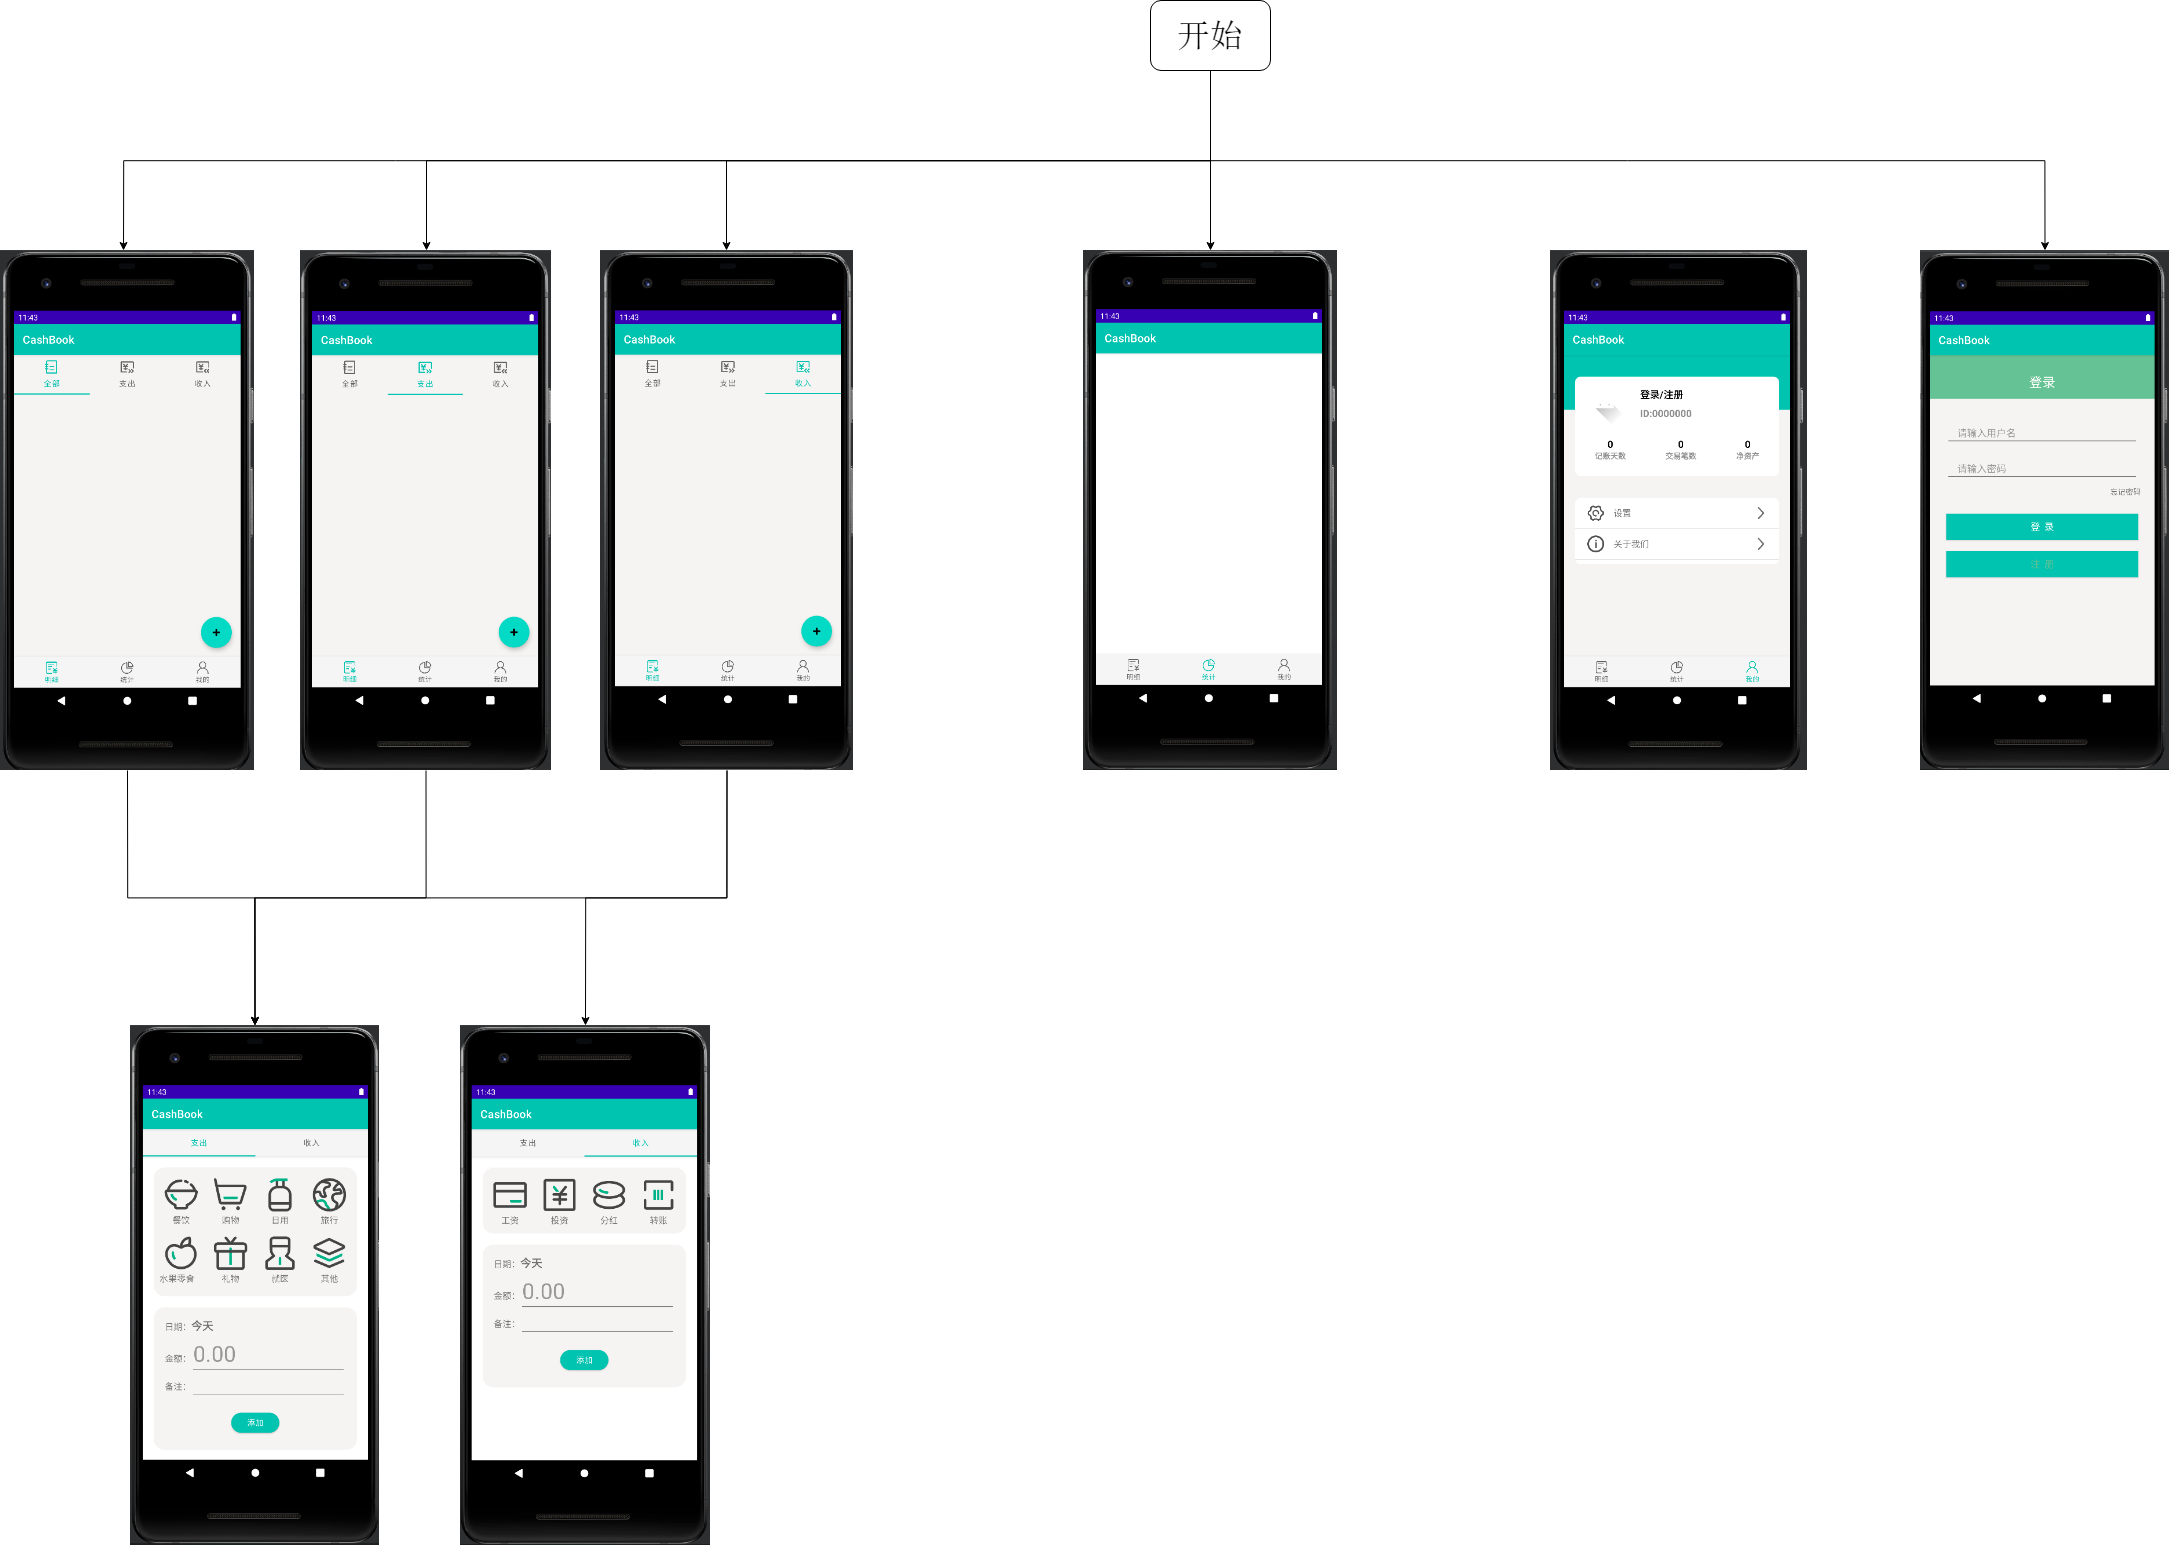 开始
11:43
CashBook
全部 支出 收入
+
明细 统计 我的
11:43
CashBook
全部 支出 收入
+
明细 统计 我的
11:43
CashBook
全部 支出 收入
+
明细 统计 我的
11:43
CashBook
明细 统计 我的
11:43
CashBook
登录/注册
ID:0000000
0 0 0
记账天数 交易笔数 净资产
设置
关于我们
明细 统计 我的
11:43
CashBook
登录
请输入用户名
请输入密码
忘记密码
登 录
注 册
11:43
CashBook
支出 收入
餐饮 购物 日用 旅行
水果零食 礼物 就医 其他
日期: 今天
金额: 0.00
备注:
添加
11:43
CashBook
支出 收入
工资 投资 分红 转账
日期: 今天
金额: 0.00
备注:
添加